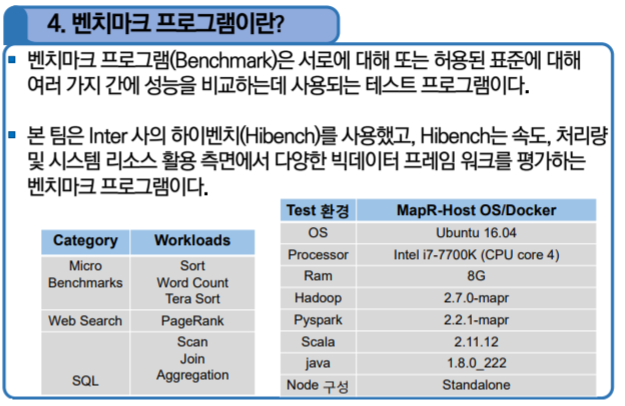 4. 벤치마크 프로그램이란?
벤치마크 프로그램(Benchmark)은 서로에 대해 또는 허용된 표준에 대해
여러 가지 간에 성능을 비교하는데 사용되는 테스트 프로그램이다.
본 팀은 Inter 사의 하이벤치(Hibench)를 사용했고, Hibench는 속도, 처리량
및 시스템 리소스 활용 측면에서 다양한 빅데이터 프레임 워크를 평가하는
벤치마크 프로그램이다.
Category Workloads
Micro Benchmarks Sort
Word Count
Tera Sort
Web Search PageRank
SQL Scan
Join
Aggregation
Test 환경 MapR-Host OS/Docker
OS Ubuntu 16.04
Processor Intel i7-7700K (CPU core 4)
Ram 8G
Hadoop 2.7.0-mapr
Pyspark 2.2.1-mapr
Scala 2.11.12
java 1.8.0_222
Node 구성 Standalone